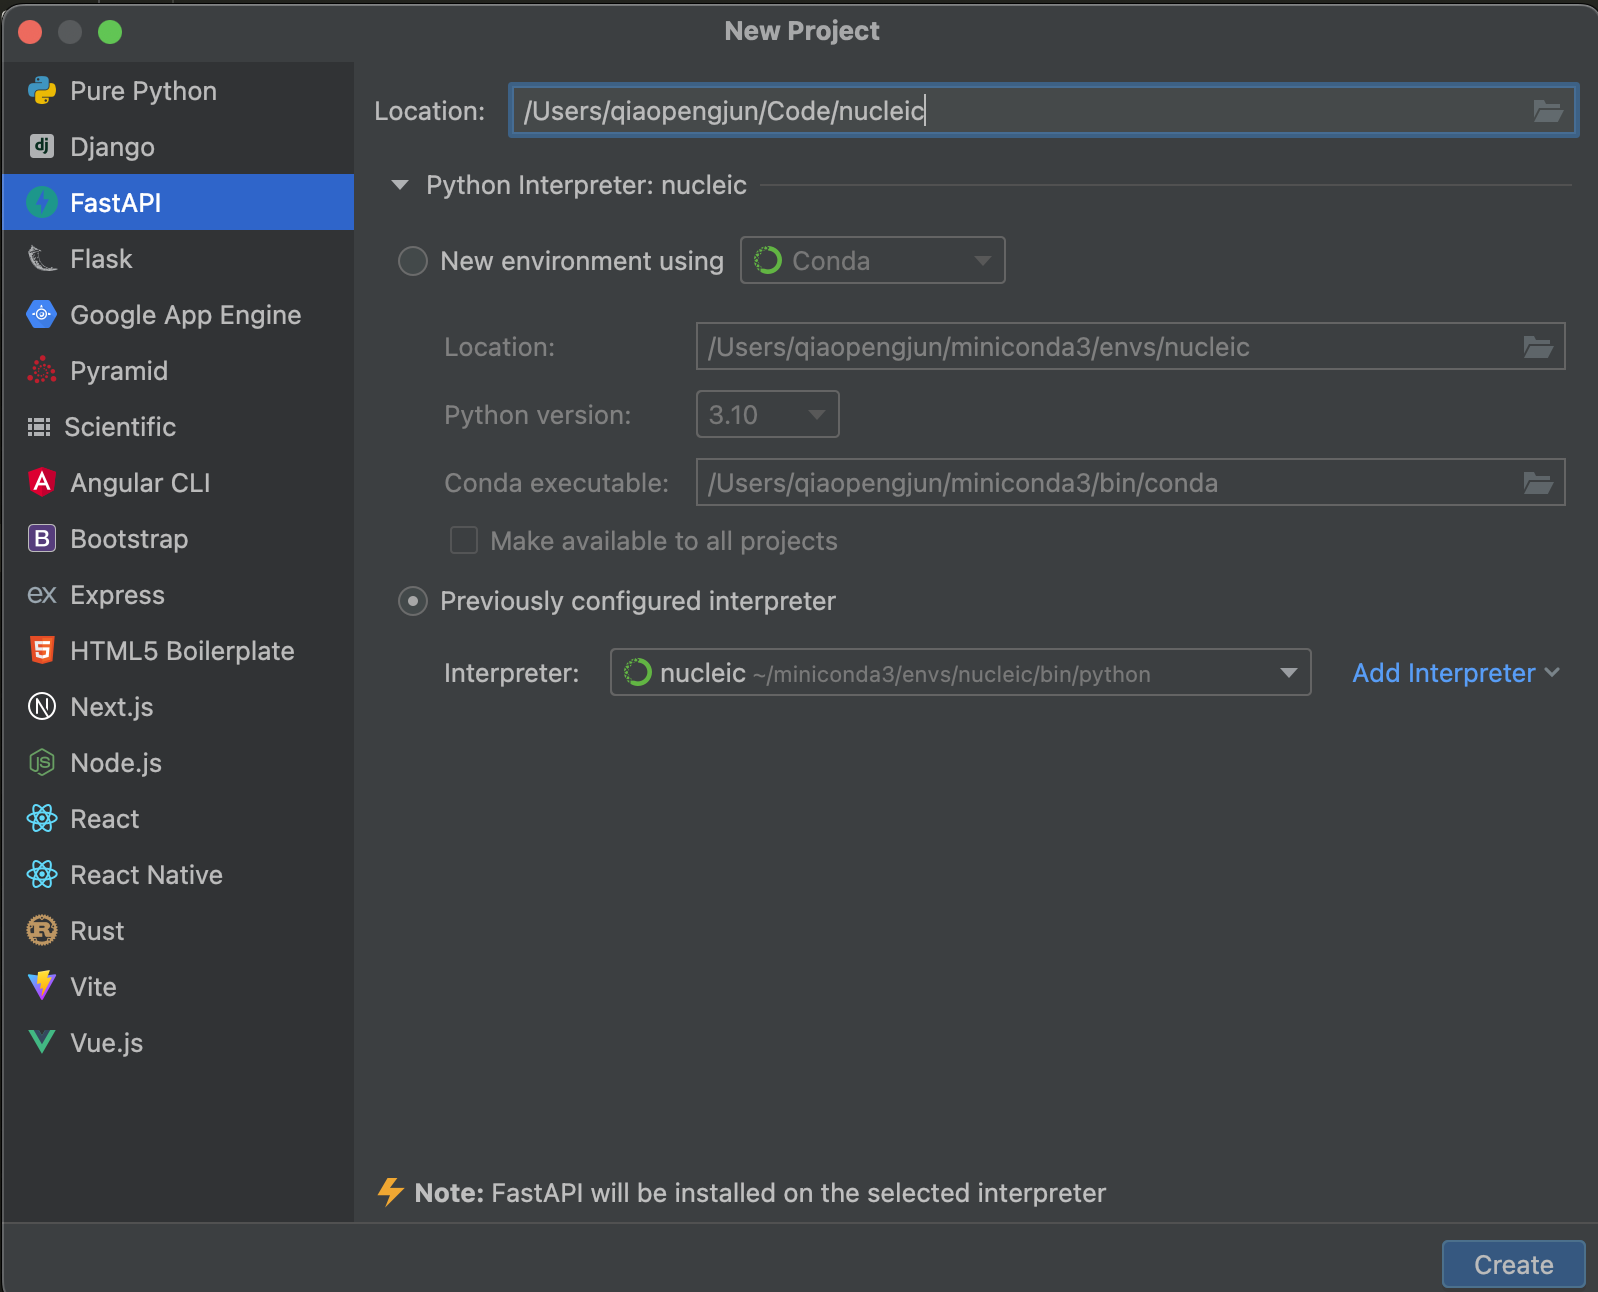 New Project
Pure Python
Django
FastAPI
Flask
Google App Engine
Pyramid
Scientific
Angular CLI
Bootstrap
Express
HTML5 Boilerplate
Next.js
Node.js
React
React Native
Rust
Vite
Vue.js
Location: /Users/qiaopengjun/Code/nucleic
Python Interpreter: nucleic
New environment using Conda
Location: /Users/qiaopengjun/miniconda3/envs/nucleic
Python version: 3.10
Conda executable: /Users/qiaopengjun/miniconda3/bin/conda
Make available to all projects
Previously configured interpreter
Interpreter: nucleic ~/miniconda3/envs/nucleic/bin/python Add Interpreter
Note: FastAPI will be installed on the selected interpreter
Create